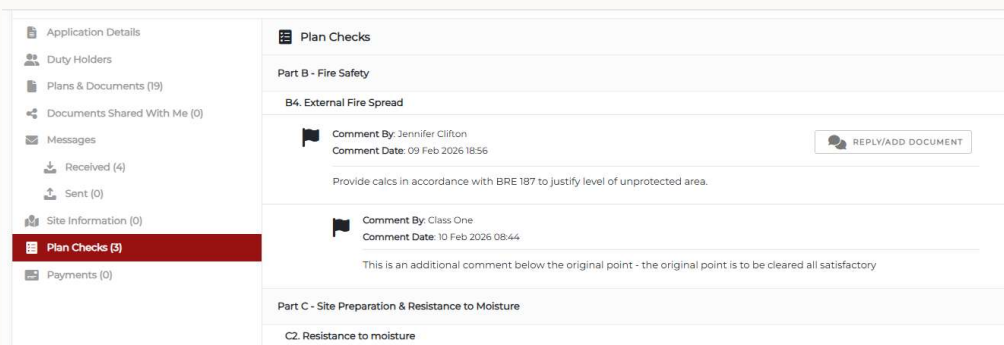 Application Details
Duty Holders
Plans & Documents (19)
Documents Shared With Me (0)
Messages
Received (4)
Sent (0)
Site Information (0)
Plan Checks (3)
Payments (0)
Plan Checks
Part B - Fire Safety
B4. External Fire Spread
Comment By: Jennifer Clifton
Comment Date: 09 Feb 2026 18:56
REPLY/ADD DOCUMENT
Provide calcs in accordance with BRE 187 to justify level of unprotected area.
Comment By: Class One
Comment Date: 10 Feb 2026 08:44
This is an additional comment below the original point - the original point is to be cleared all satisfactory
Part C - Site Preparation & Resistance to Moisture
C2. Resistance to moisture